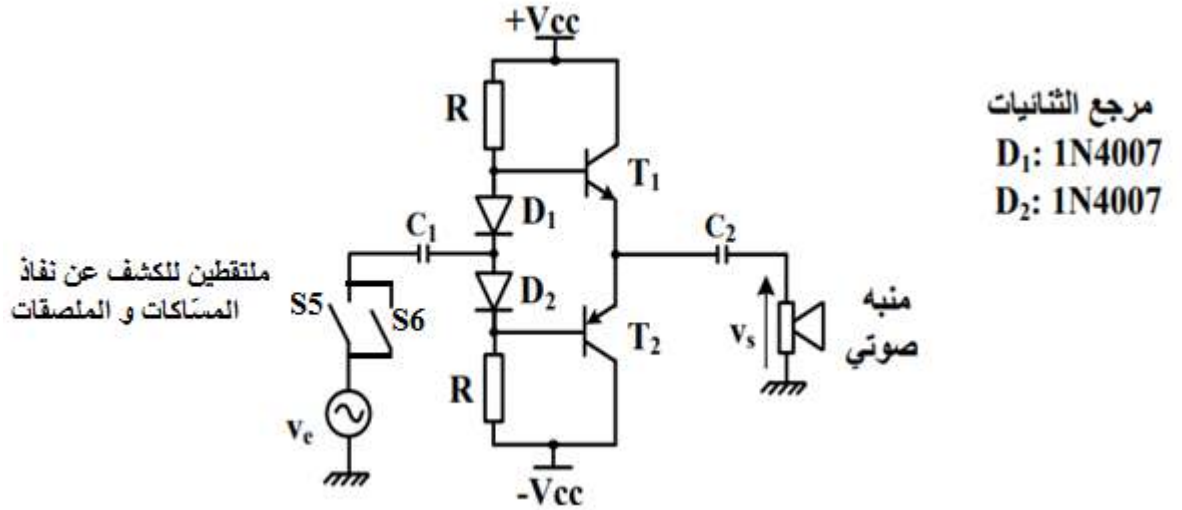 +Vcc
R
T₁
D₁
C₁
C₂
D₂
S5
S6
T₂
vₛ
R
vₑ
-Vcc
ملتقطين للكشف عن نفاذ
المسّاكات و الملصقات
منبه
صوتي
مرجع الثنائيات
D₁: 1N4007
D₂: 1N4007